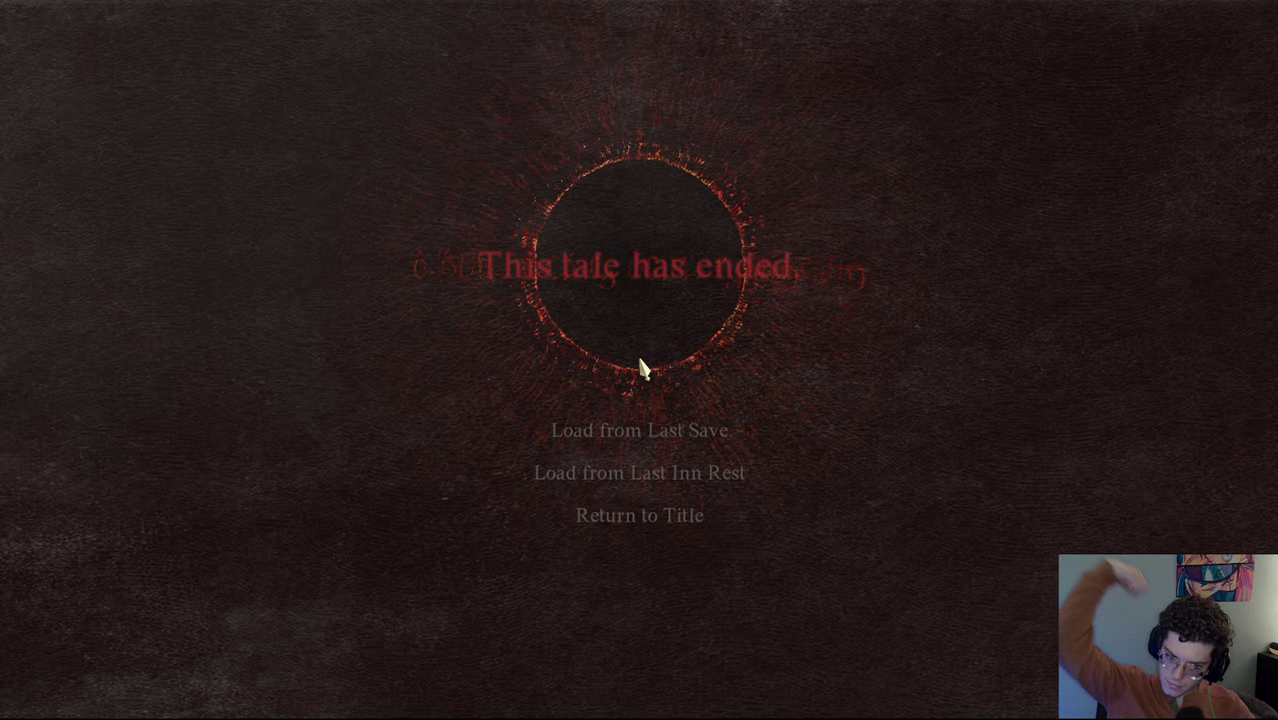 This tale has ended.
Load from Last Save
Load from Last Inn Rest
Return to Title